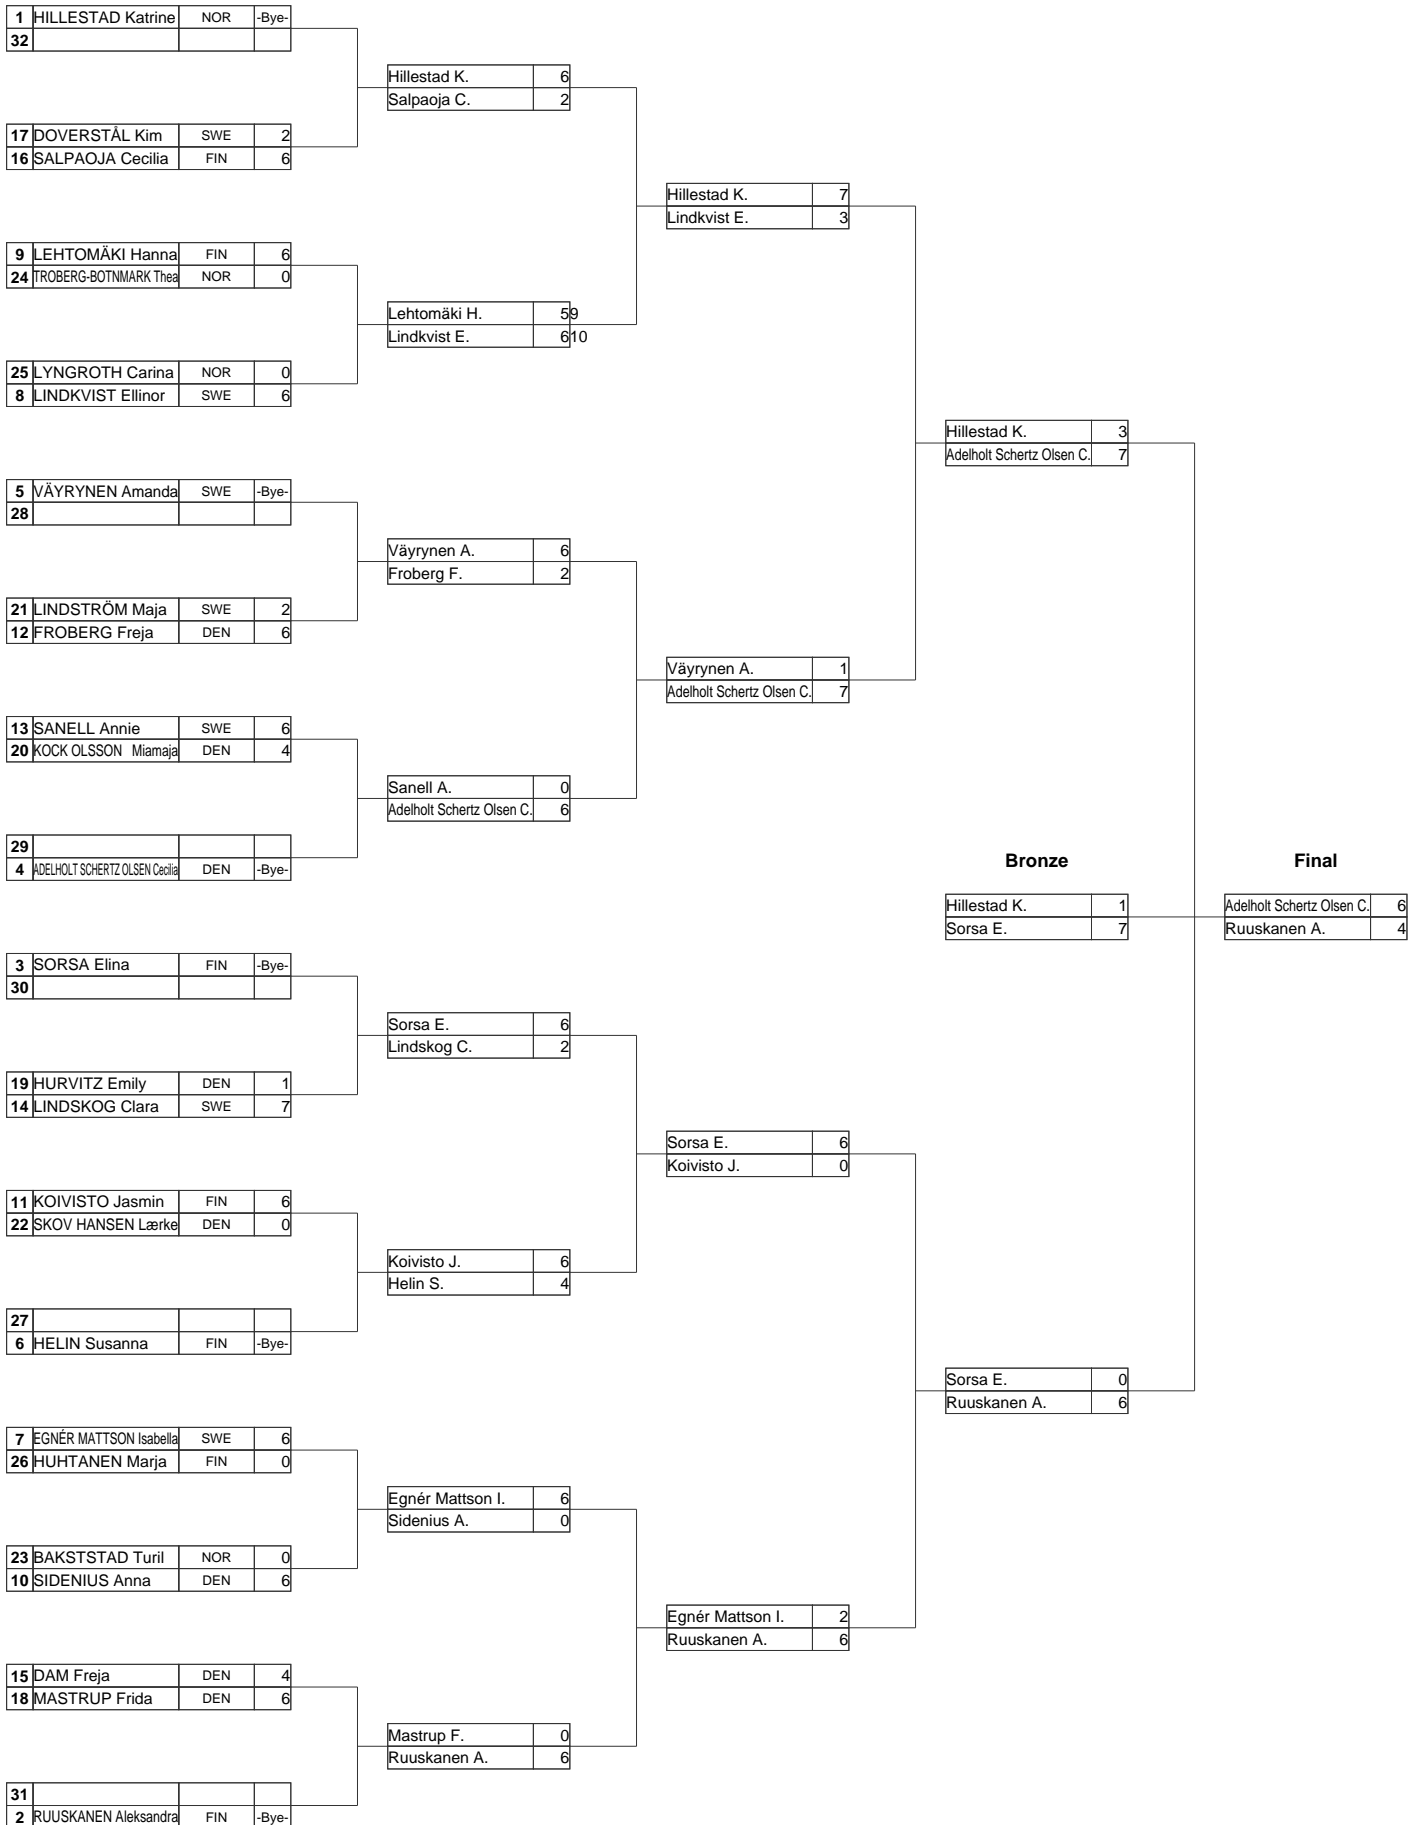 1 HILLESTAD Katrine NOR -Bye-
32
Hillestad K. 6
Salpaoja C. 2
17 DOVERSTÅL Kim SWE 2
16 SALPAOJA Cecilia FIN 6
Hillestad K. 7
Lindkvist E. 3
9 LEHTOMÄKI Hanna FIN 6
24 TROBERG-BOTNMARK Thea NOR 0
Lehtomäki H. 5 9
Lindkvist E. 6 10
25 LYNGROTH Carina NOR 0
8 LINDKVIST Ellinor SWE 6
Hillestad K. 3
Adelholt Schertz Olsen C. 7
5 VÄYRYNEN Amanda SWE -Bye-
28
Väyrynen A. 6
Froberg F. 2
21 LINDSTRÖM Maja SWE 2
12 FROBERG Freja DEN 6
Väyrynen A. 1
Adelholt Schertz Olsen C. 7
13 SANELL Annie SWE 6
20 KOCK OLSSON Miamaja DEN 4
Sanell A. 0
Adelholt Schertz Olsen C. 6
29
4 ADELHOLT SCHERTZ OLSEN Cecilia DEN -Bye-
Bronze Final
Hillestad K. 1 Adelholt Schertz Olsen C. 6
Sorsa E. 7 Ruuskanen A. 4
3 SORSA Elina FIN -Bye-
30
Sorsa E. 6
Lindskog C. 2
19 HURVITZ Emily DEN 1
14 LINDSKOG Clara SWE 7
Sorsa E. 6
Koivisto J. 0
11 KOIVISTO Jasmin FIN 6
22 SKOV HANSEN Lærke DEN 0
Koivisto J. 6
Helin S. 4
27
6 HELIN Susanna FIN -Bye-
Sorsa E. 0
Ruuskanen A. 6
7 EGNÉR MATTSON Isabella SWE 6
26 HUHTANEN Marja FIN 0
Egnér Mattson I. 6
Sidenius A. 0
23 BAKSTSTAD Turil NOR 0
10 SIDENIUS Anna DEN 6
Egnér Mattson I. 2
Ruuskanen A. 6
15 DAM Freja DEN 4
18 MASTRUP Frida DEN 6
Mastrup F. 0
Ruuskanen A. 6
31
2 RUUSKANEN Aleksandra FIN -Bye-